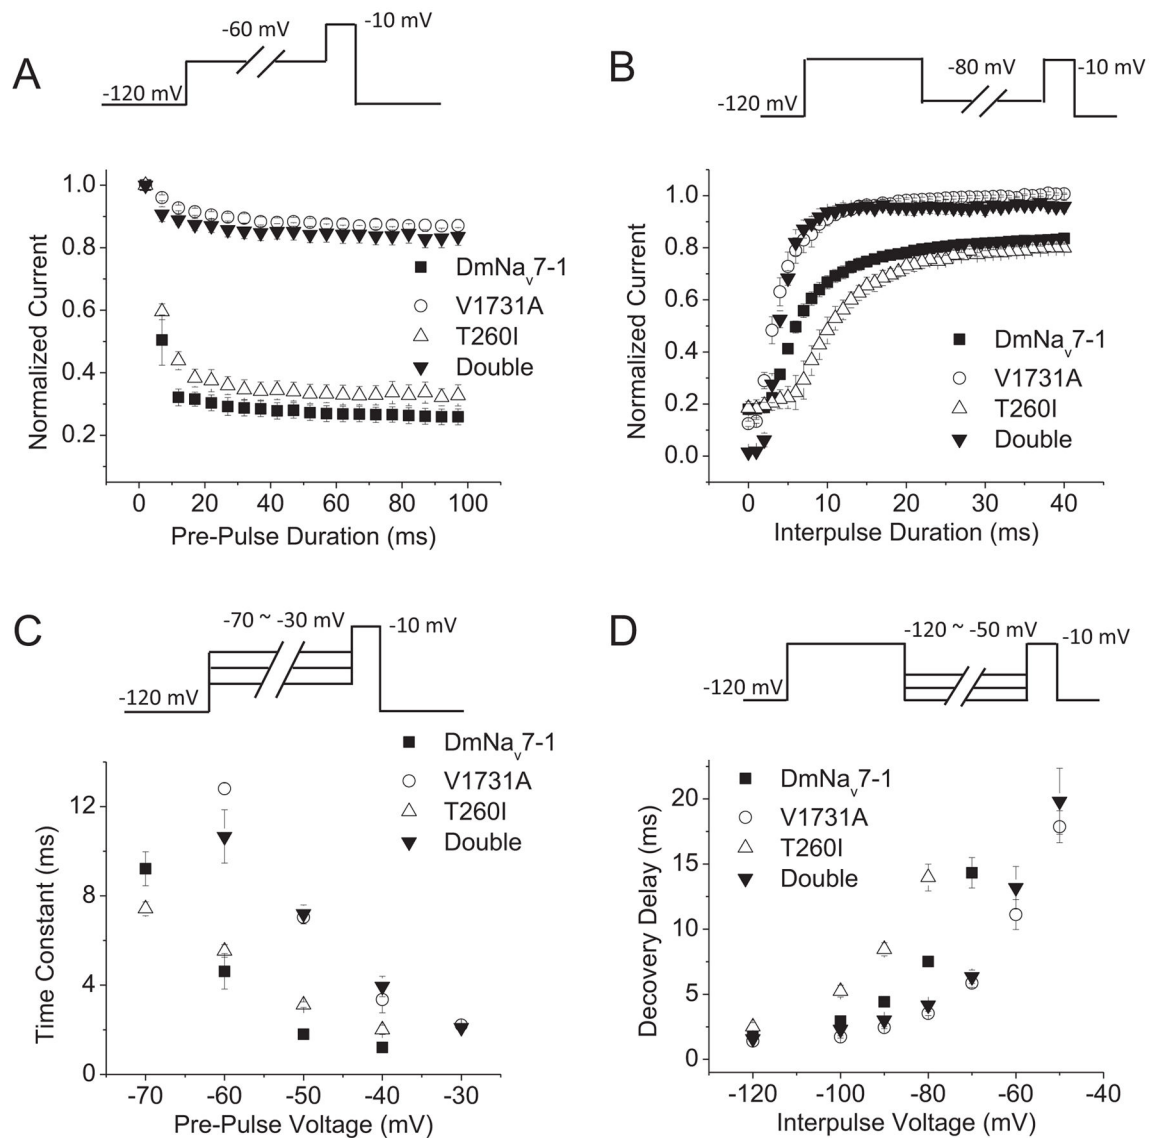 A
-120 mV
-60 mV
-10 mV
Normalized Current
1.0
0.8
0.6
0.4
0.2
DmNav7-1
V1731A
T260I
Double
0
20
40
60
80
100
Pre-Pulse Duration (ms)
B
-120 mV
-80 mV
-10 mV
Normalized Current
1.0
0.8
0.6
0.4
0.2
0.0
DmNav7-1
V1731A
T260I
Double
0
10
20
30
40
Interpulse Duration (ms)
C
-120 mV
-70 ~ -30 mV
-10 mV
DmNav7-1
V1731A
T260I
Double
Time Constant (ms)
12
8
4
0
-70
-60
-50
-40
-30
Pre-Pulse Voltage (mV)
D
-120 mV
-120 ~ -50 mV
-10 mV
DmNav7-1
V1731A
T260I
Double
Decovery Delay (ms)
20
15
10
5
0
-120
-100
-80
-60
-40
Interpulse Voltage (mV)